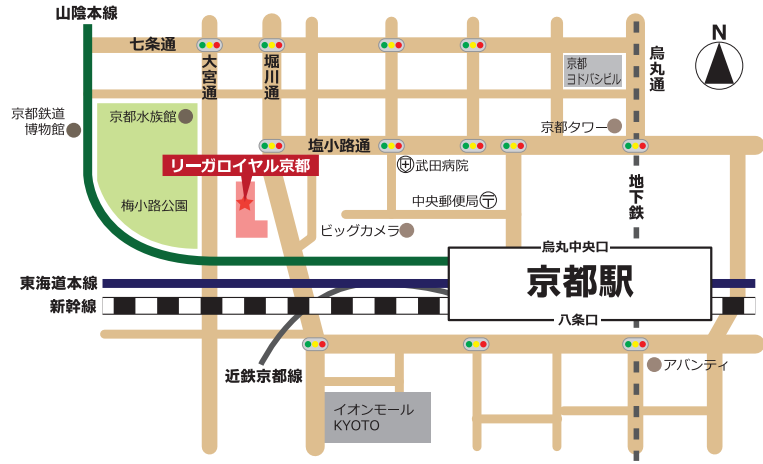 山陰本線
七条通
N
大宮通
堀川通
京都
ヨドバシビル
烏丸通
京都鉄道
博物館
京都水族館
京都タワー
塩小路通
リーガロイヤル京都
武田病院
地下鉄
梅小路公園
中央郵便局
ビッグカメラ
烏丸中央口
東海道本線
京都駅
新幹線
八条口
近鉄京都線
アバンティ
イオンモール
KYOTO